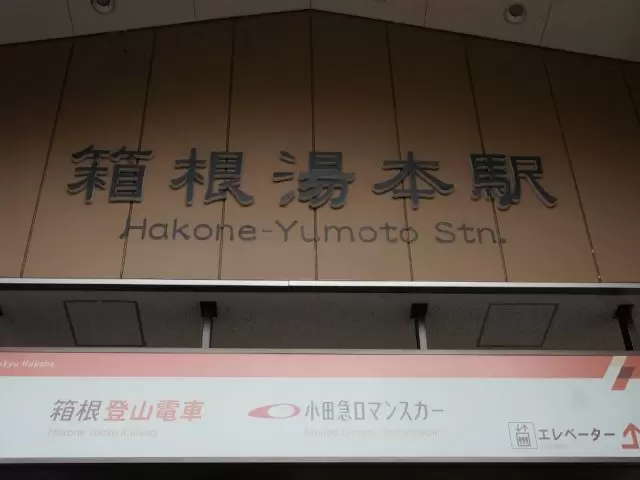 箱根湯本駅
Hakone-Yumoto Stn.
Hakone
箱根登山電車
小田急ロマンスカー
エレベーター